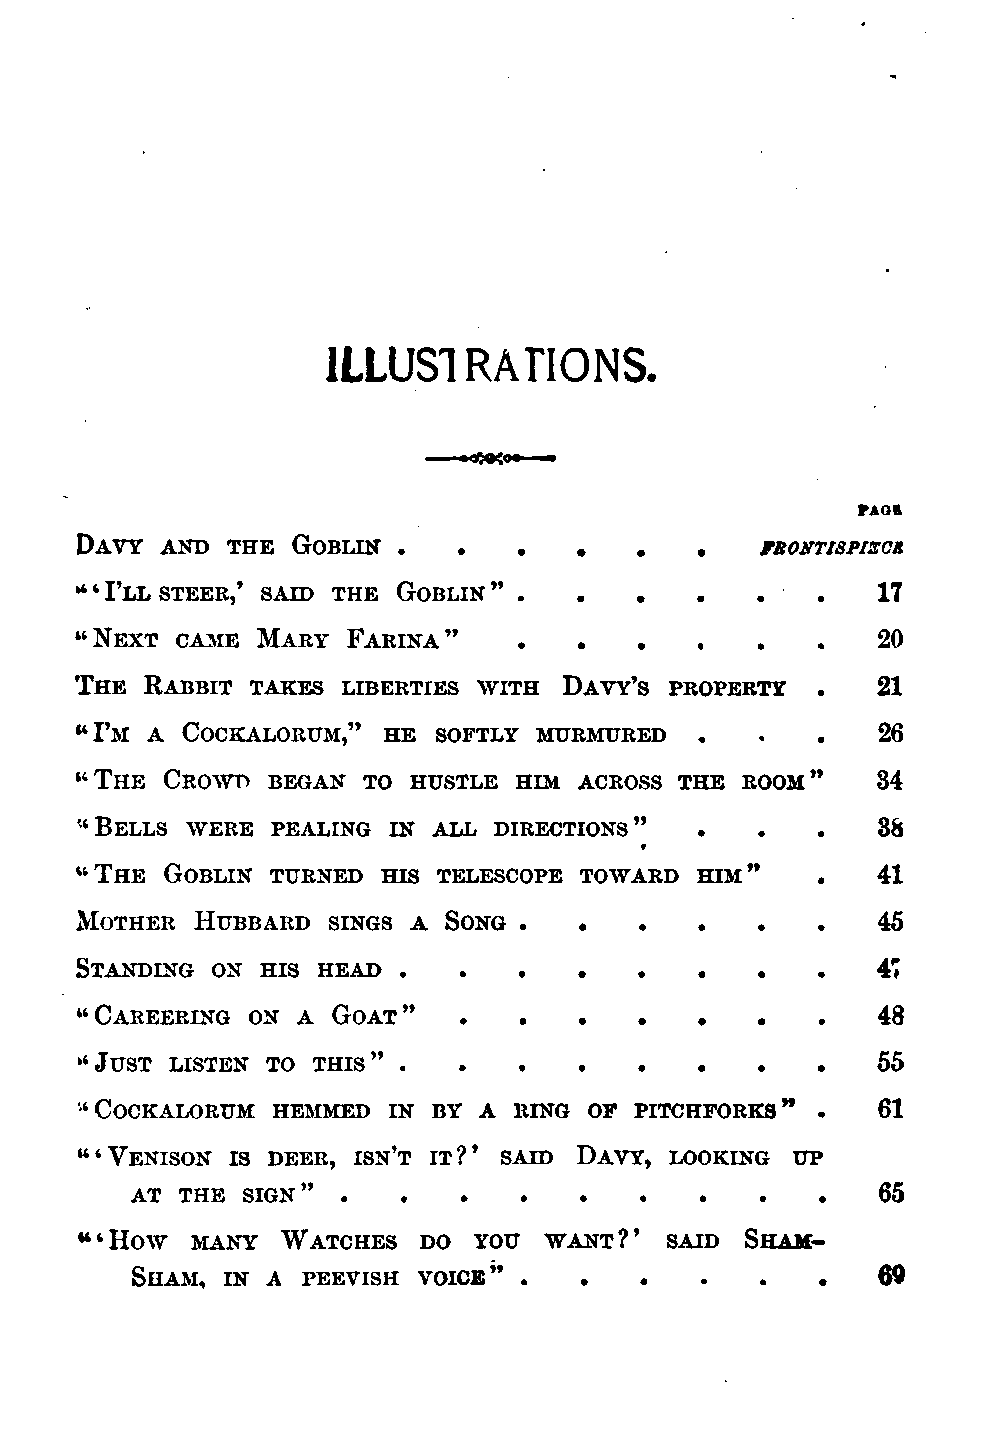 ILLUSTRATIONS.
PAGE
DAVY AND THE GOBLIN . . . . . . FRONTISPIECE
"'I'LL STEER,' SAID THE GOBLIN" . . . . . . 17
"NEXT CAME MARY FARINA" . . . . . . 20
THE RABBIT TAKES LIBERTIES WITH DAVY'S PROPERTY . 21
"I'M A COCKALORUM," HE SOFTLY MURMURED . . . 26
"THE CROWD BEGAN TO HUSTLE HIM ACROSS THE ROOM" 34
"BELLS WERE PEALING IN ALL DIRECTIONS" . . . 38
"THE GOBLIN TURNED HIS TELESCOPE TOWARD HIM" . 41
MOTHER HUBBARD SINGS A SONG . . . . . . 45
STANDING ON HIS HEAD . . . . . . . . 47
"CAREERING ON A GOAT" . . . . . . . 48
"JUST LISTEN TO THIS" . . . . . . . . 55
"COCKALORUM HEMMED IN BY A RING OF PITCHFORKS" . 61
"'VENISON IS DEER, ISN'T IT?' SAID DAVY, LOOKING UP
AT THE SIGN" . . . . . . . . . 65
"'HOW MANY WATCHES DO YOU WANT?' SAID SHAM-
SHAM, IN A PEEVISH VOICE" . . . . . . 69